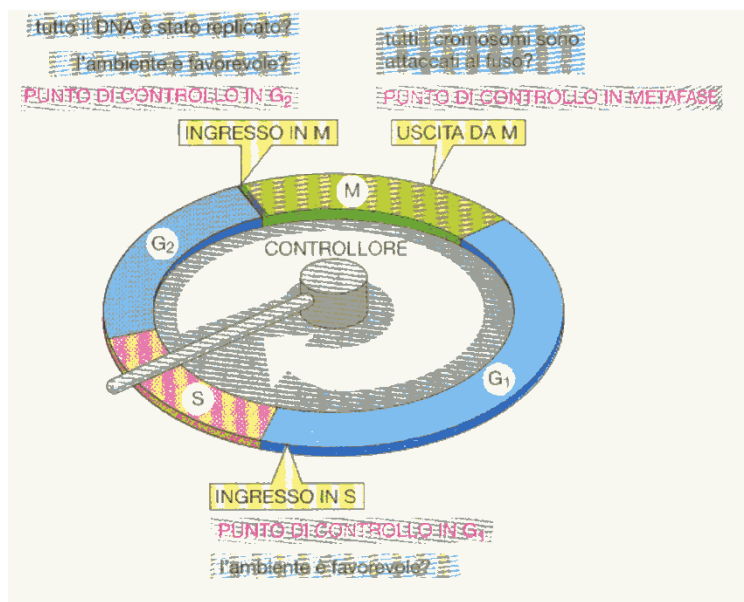 tutto il DNA è stato replicato?
l'ambiente è favorevole?
PUNTO DI CONTROLLO IN G₂
INGRESSO IN M
tutti i cromosomi sono
attaccati al fuso?
PUNTO DI CONTROLLO IN METAFASE
USCITA DA M
M
G₂
CONTROLLORE
G₁
S
INGRESSO IN S
PUNTO DI CONTROLLO IN G₁
l'ambiente è favorevole?